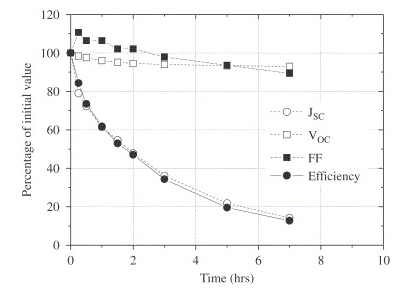 120
100
80
60
40
20
0
Percentage of initial value
J_SC
V_OC
FF
Efficiency
0 2 4 6 8 10
Time (hrs)